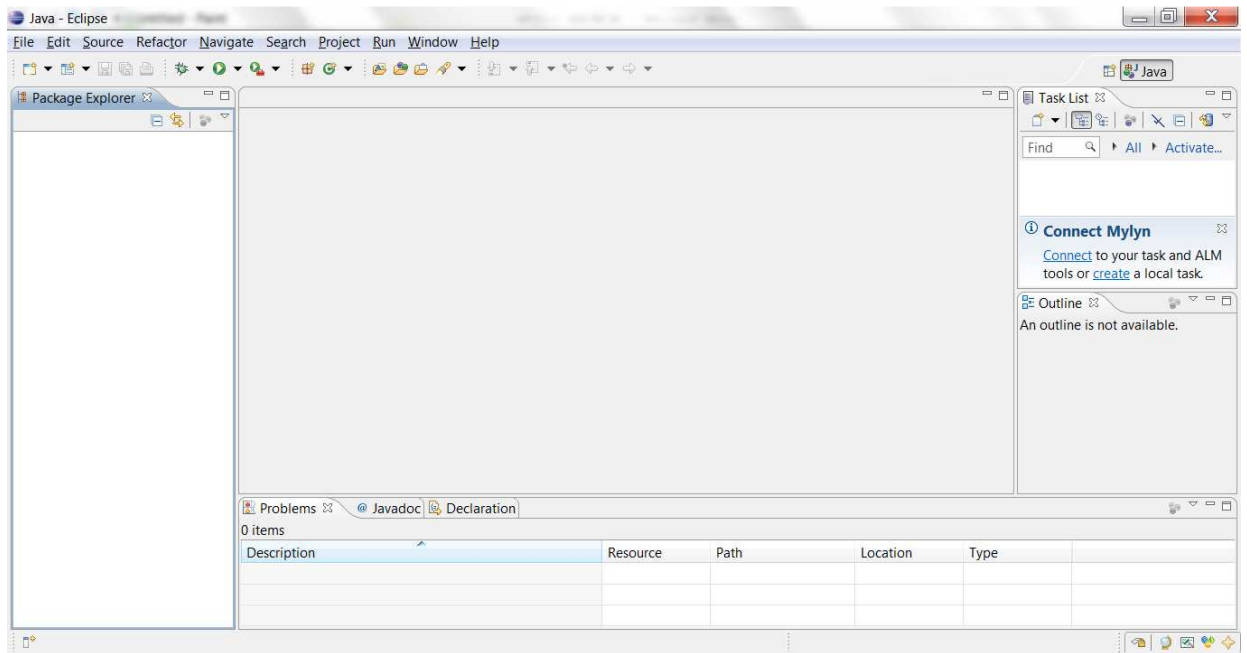 Java - Eclipse
File Edit Source Refactor Navigate Search Project Run Window Help
Java
Package Explorer
Task List
Find All Activate...
Connect Mylyn
Connect to your task and ALM
tools or create a local task.
Outline
An outline is not available.
Problems @ Javadoc Declaration
0 items
Description Resource Path Location Type